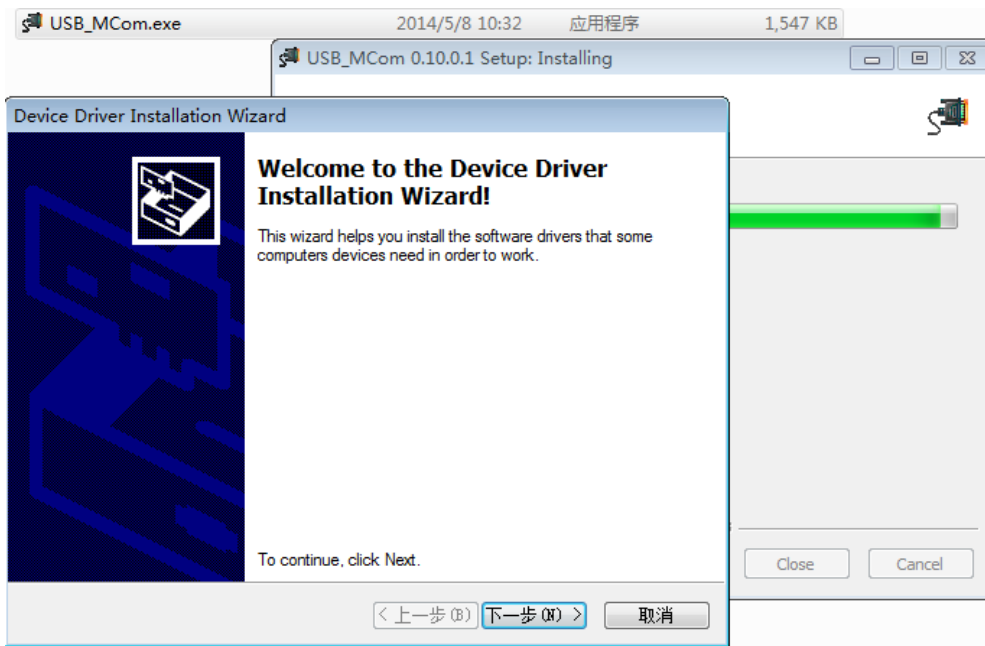 USB_MCom.exe 2014/5/8 10:32 应用程序 1,547 KB
USB_MCom 0.10.0.1 Setup: Installing
Device Driver Installation Wizard
Welcome to the Device Driver
Installation Wizard!
This wizard helps you install the software drivers that some
computers devices need in order to work.
To continue, click Next.
Close Cancel
< 上一步(B) 下一步(N) > 取消